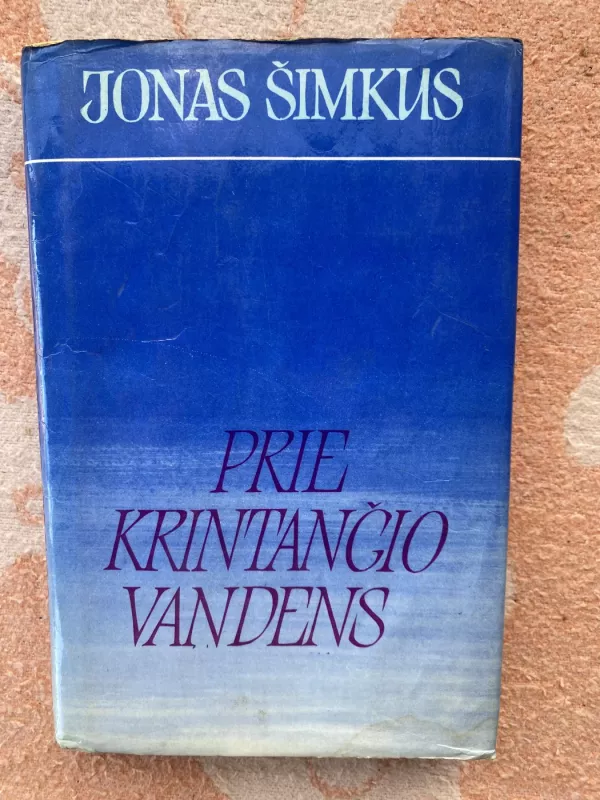 JONAS ŠIMKUS
PRIE
KRINTANČIO
VANDENS